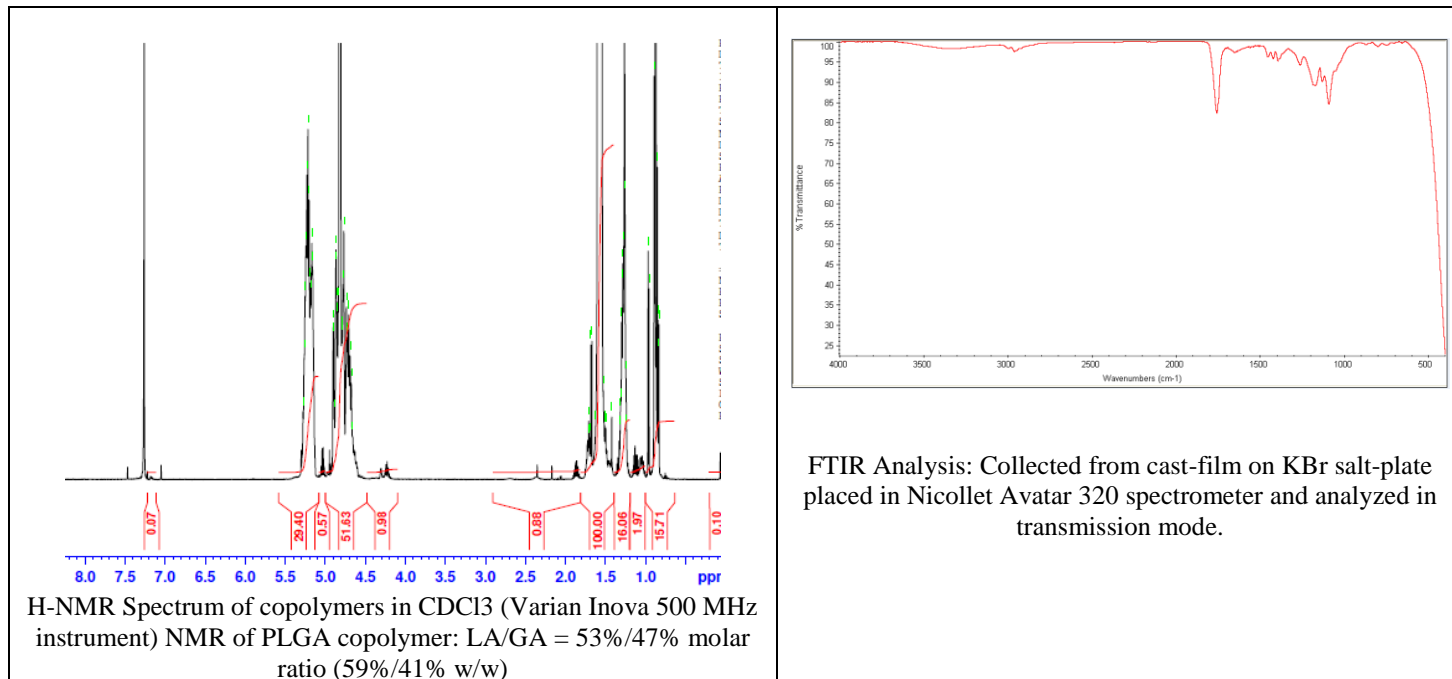 29.40
0.57
51.63
0.98
0.07
0.88
100.00
16.06
1.97
15.71
0.10
8.0 7.5 7.0 6.5 6.0 5.5 5.0 4.5 4.0 3.5 3.0 2.5 2.0 1.5 1.0 ppm
H-NMR Spectrum of copolymers in CDCl3 (Varian Inova 500 MHz
instrument) NMR of PLGA copolymer: LA/GA = 53%/47% molar
ratio (59%/41% w/w)
100
95
90
85
80
75
70
65
60
55
50
45
40
35
30
25
% Transmittance
4000 3500 3000 2500 2000 1500 1000 500
Wavenumbers (cm-1)
FTIR Analysis: Collected from cast-film on KBr salt-plate
placed in Nicollet Avatar 320 spectrometer and analyzed in
transmission mode.